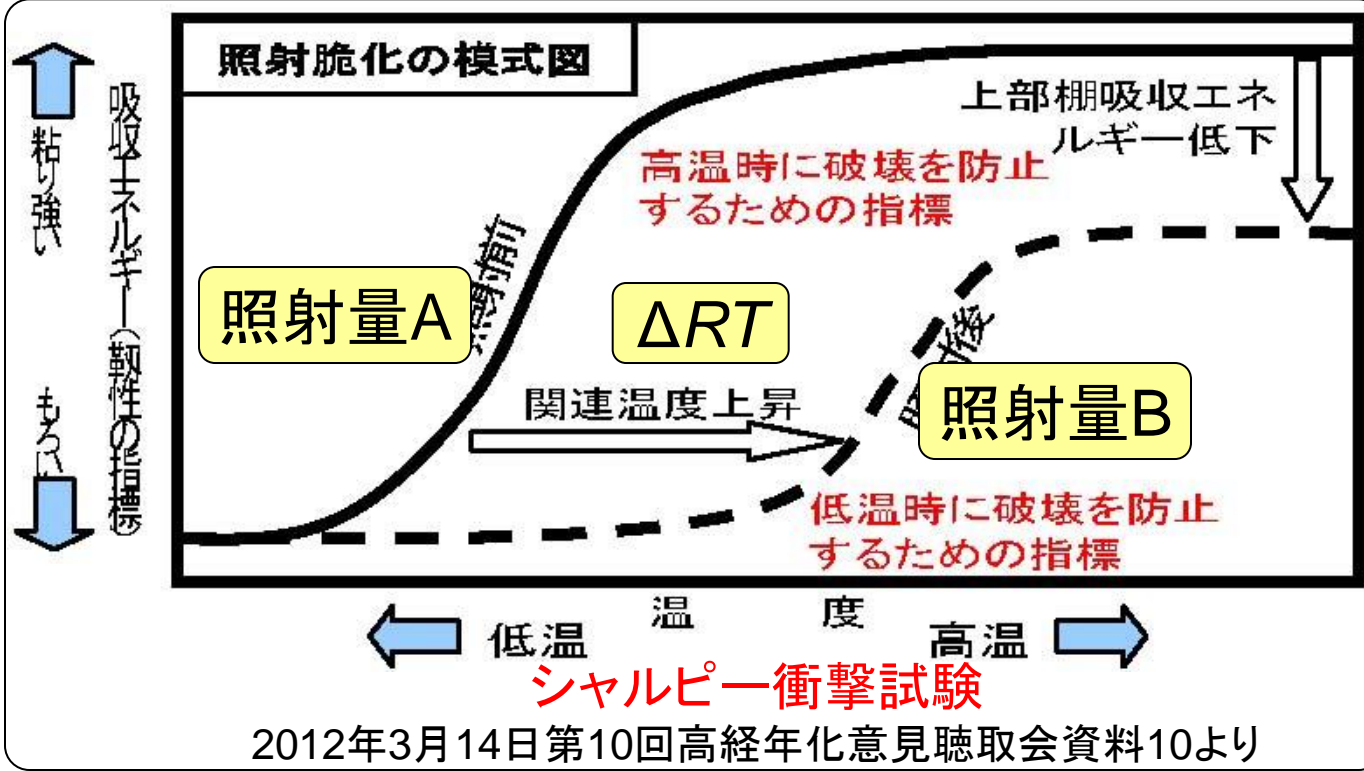 照射脆化の模式図
粘り強い
もろい
吸収エネルギー(靱性の指標)
上部棚吸収エネ
ルギー低下
高温時に破壊を防止
するための指標
照射前
照射量A
ΔRT
関連温度上昇
照射後
照射量B
低温時に破壊を防止
するための指標
温度
低温
高温
シャルピー衝撃試験
2012年3月14日第10回高経年化意見聴取会資料10より